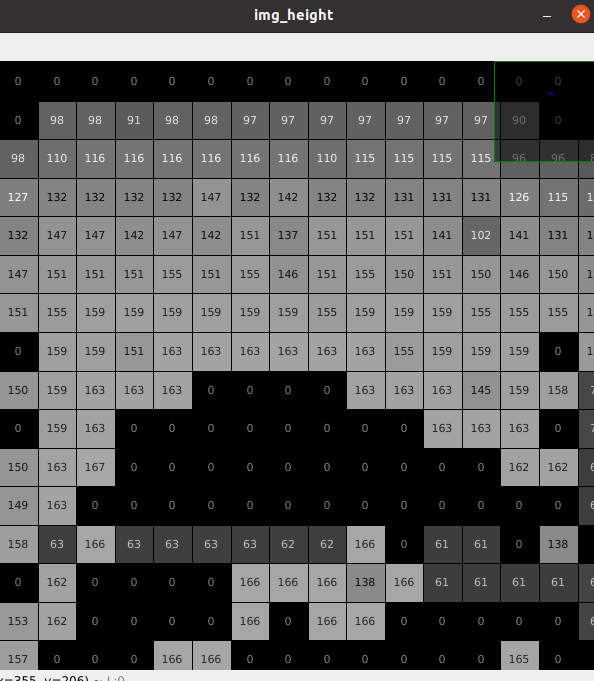 img_height
0 0 0 0 0 0 0 0 0 0 0 0 0 0 0
0 98 98 91 98 98 97 97 97 97 97 97 97 90 0
98 110 116 116 116 116 116 116 110 115 115 115 115 96 96
127 132 132 132 132 147 132 142 132 132 131 131 131 126 115
132 147 147 142 147 142 151 137 151 151 151 141 102 141 131
147 151 151 155 151 155 146 151 155 150 151 150 146 150
151 155 159 159 159 159 159 159 155 159 159 159 155 155 155
0 159 159 151 163 163 163 163 163 163 155 159 159 159 0
150 159 163 163 163 0 0 0 0 163 163 163 145 159 158
0 159 163 0 0 0 0 0 0 0 0 163 163 163 0
150 163 167 0 0 0 0 0 0 0 0 0 0 162 162
149 163 0 0 0 0 0 0 0 0 0 0 0 0 0
158 63 166 63 63 63 63 62 62 166 0 61 61 0 138
0 162 0 0 0 0 166 166 166 138 166 61 61 61 61
153 162 0 0 0 0 166 0 166 166 0 0 0 0 0
157 0 0 0 166 166 0 0 0 0 0 0 0 165 0
y=206) ~ L:0